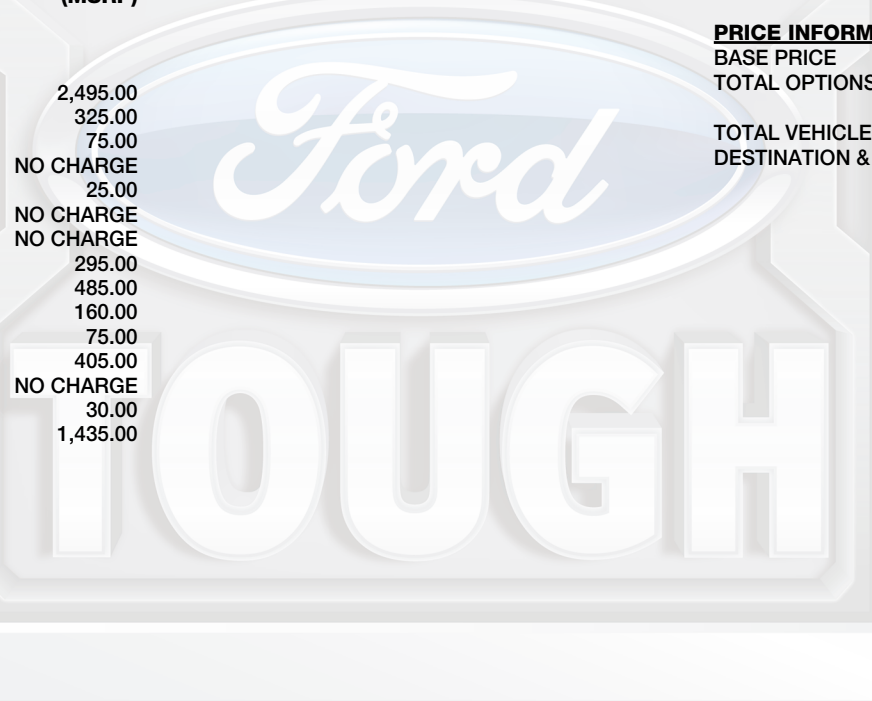 (MSRP)
2,495.00
325.00
75.00
NO CHARGE
25.00
NO CHARGE
NO CHARGE
295.00
485.00
160.00
75.00
405.00
NO CHARGE
30.00
1,435.00
PRICE INFORM
BASE PRICE
TOTAL OPTIONS
TOTAL VEHICLE
DESTINATION &
Ford
TOUGH